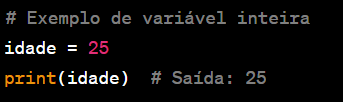 # Exemplo de variável inteira
idade = 25
print(idade)  # Saída: 25